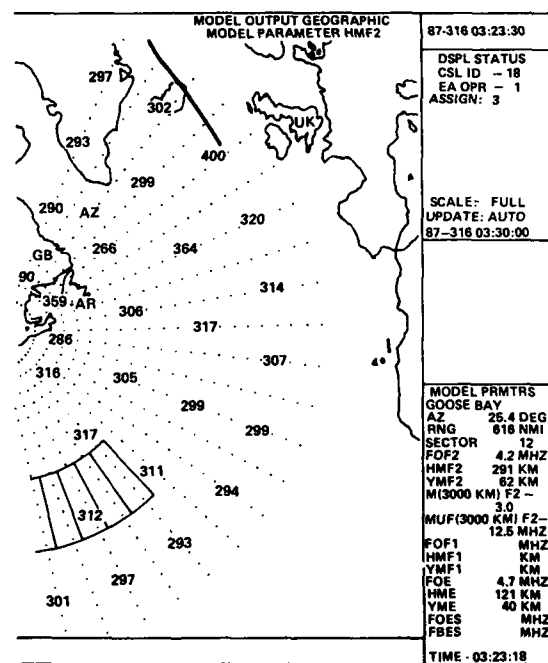 MODEL OUTPUT GEOGRAPHIC
MODEL PARAMETER HMF2
87-316 03:23:30
DSPL STATUS
CSL ID - 18
EA OPR - 1
ASSIGN: 3
SCALE:- FULL
UPDATE: AUTO
87-316 03:30:00
297
302
UK
293
400
299
290
AZ
320
266
364
GB
90
359
AR
314
306
317
286
307
316
305
299
299
317
311
294
312
293
297
301
MODEL PRMTRS
GOOSE BAY
AZ 25.4 DEG
RNG 616 NMI
SECTOR 12
FOF2 4.2 MHZ
HMF2 291 KM
YMF2 62 KM
M(3000 KM) F2 ~
3.0
MUF(3000 KM) F2-
12.5 MHZ
FOF1 MHZ
HMF1 KM
YMF1 KM
FOE 4.7 MHZ
HME 121 KM
YME 40 KM
FOES MHZ
FBES MHZ
TIME - 03:23:18